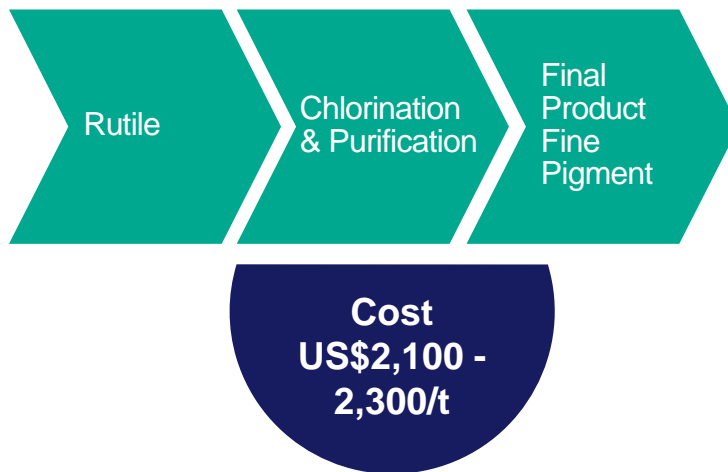 Rutile
Chlorination
& Purification
Final
Product
Fine
Pigment
Cost
US$2,100 -
2,300/t